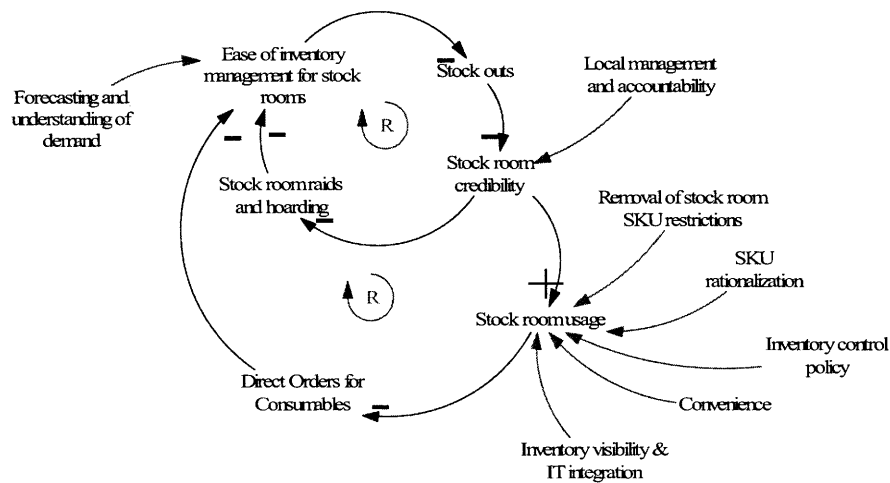 Ease of inventory
management for stock
rooms
Stock outs
Local management
and accountability
Forecasting and
understanding of
demand
R
Stock room
credibility
Stock room raids
and hoarding
Removal of stock room
SKU restrictions
SKU
rationalization
R
Stock room usage
Inventory control
policy
Direct Orders for
Consumables
Convenience
Inventory visibility &
IT integration